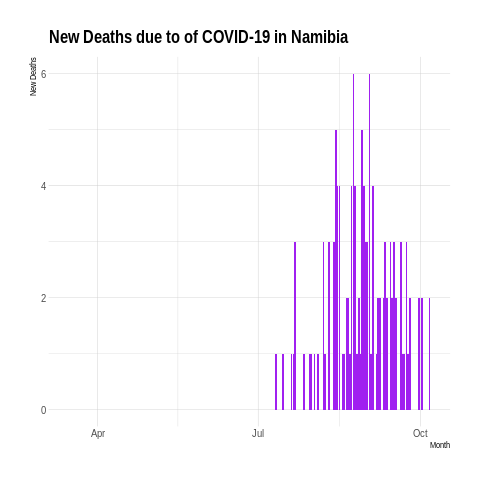 New Deaths due to of COVID-19 in Namibia
New Deaths
6
4
2
0
Apr
Jul
Oct
Month